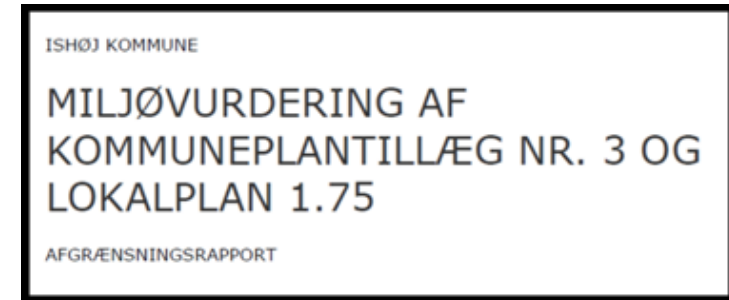 ISHØJ KOMMUNE
MILJØVURDERING AF
KOMMUNEPLANTILLÆG NR. 3 OG
LOKALPLAN 1.75
AFGRÆNSNINGSRAPPORT